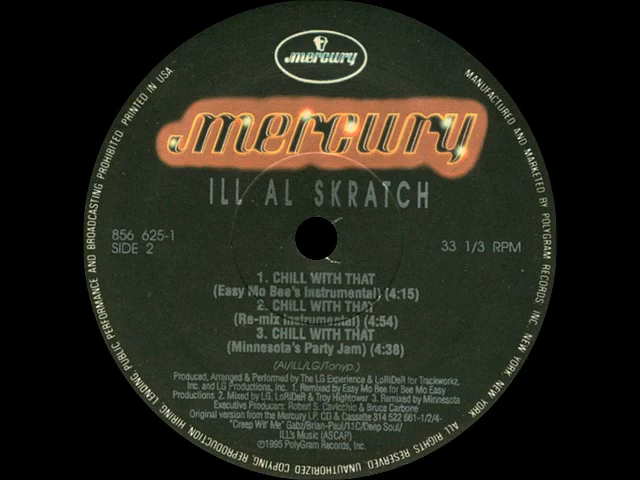 mercury
mercury
ILL AL SKRATCH
856 625-1
SIDE 2
33 1/3 RPM
1. CHILL WITH THAT
(Easy Mo Bee's Instrumental) (4:15)
2. CHILL WITH THAT
(Re-mix Instrumental) (4:54)
3. CHILL WITH THAT
(Minnesota's Party Jam) (4:38)
(Al/ILL/LG/Tonyp.)
Produced, Arranged & Performed by The LG Experience & LoRiDeR for Trackworkz,
Inc. and LG Productions, Inc. 1. Remixed by Easy Mo Bee for Bee Mo Easy
Productions 2. Mixed by LG, LoRiDeR & Troy Hightower 3. Remixed by Minnesota
Executive Producers: Robert S. Cavicchio & Bruce Carbone
Original version from the Mercury LP, CD & Cassette 314 522 661-1/2/4-
"Creep Wit' Me" Gabz/Brian-Paul/11C/Deep Soul/
ILL's Music (ASCAP)
℗1995 PolyGram Records, Inc.
MANUFACTURED AND MARKETED BY POLYGRAM RECORDS INC. NEW YORK, NEW YORK. ALL RIGHTS RESERVED. UNAUTHORIZED COPYING, REPRODUCTION, HIRING, LENDING PUBLIC PERFORMANCE AND BROADCASTING PROHIBITED. PRINTED IN USA